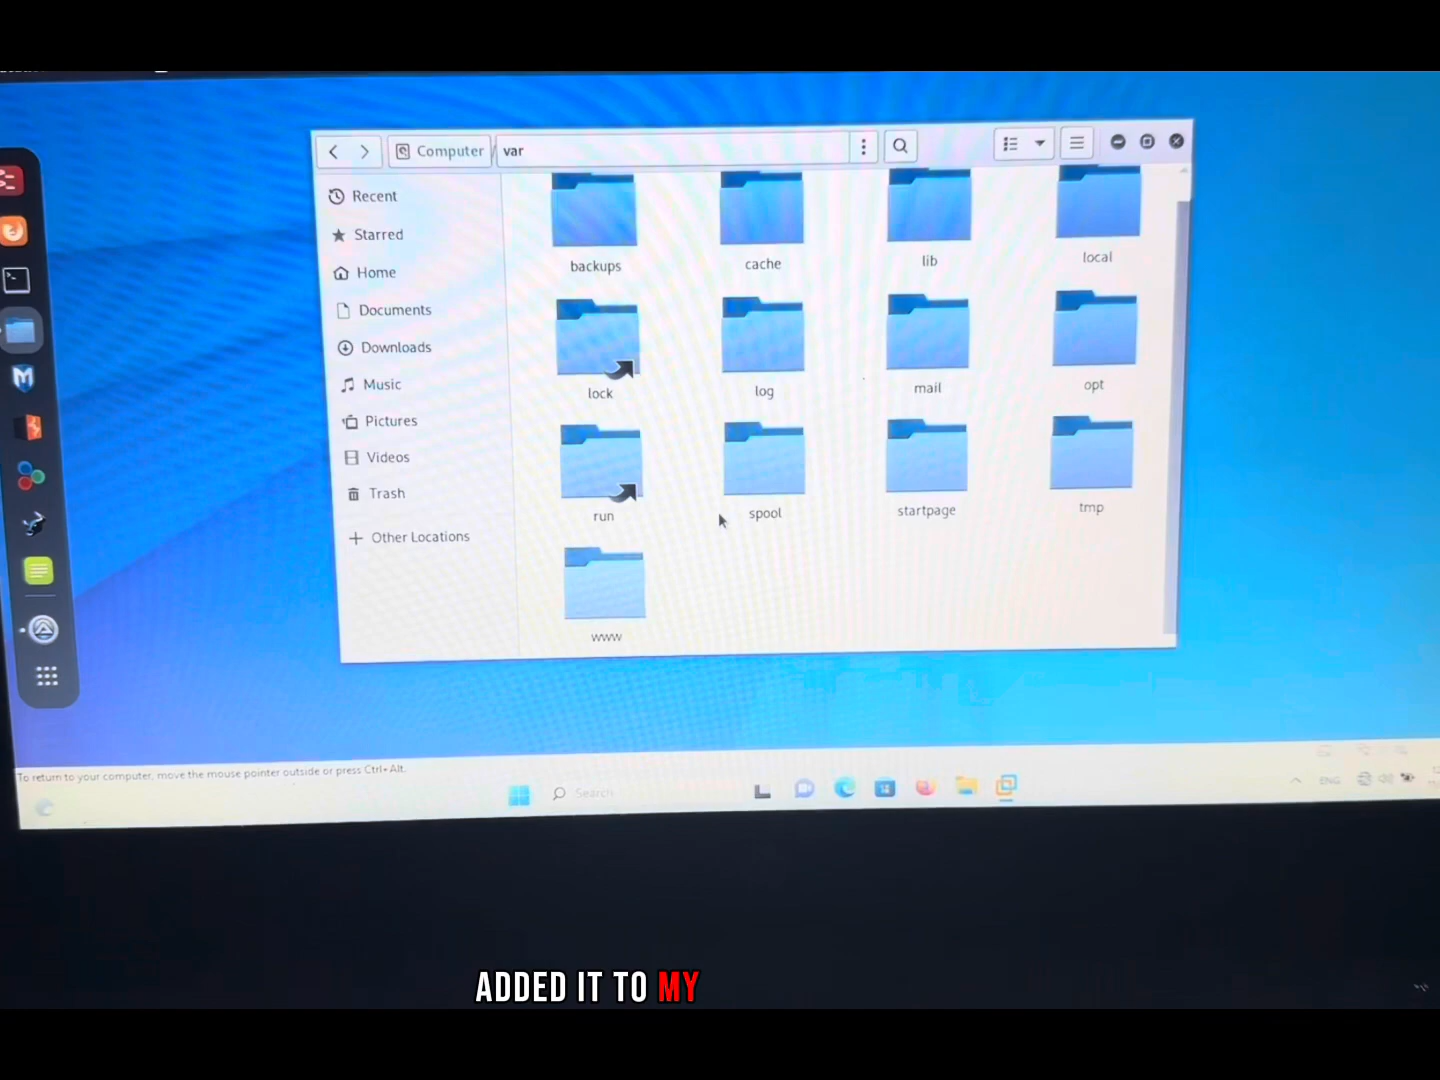 Computer / var
Recent
Starred
Home
Documents
Downloads
Music
Pictures
Videos
Trash
Other Locations
backups
cache
lib
local
lock
log
mail
opt
run
spool
startpage
tmp
www
To return to your computer, move the mouse pointer outside or press Ctrl+Alt.
Search
ENG
ADDED IT TO MY